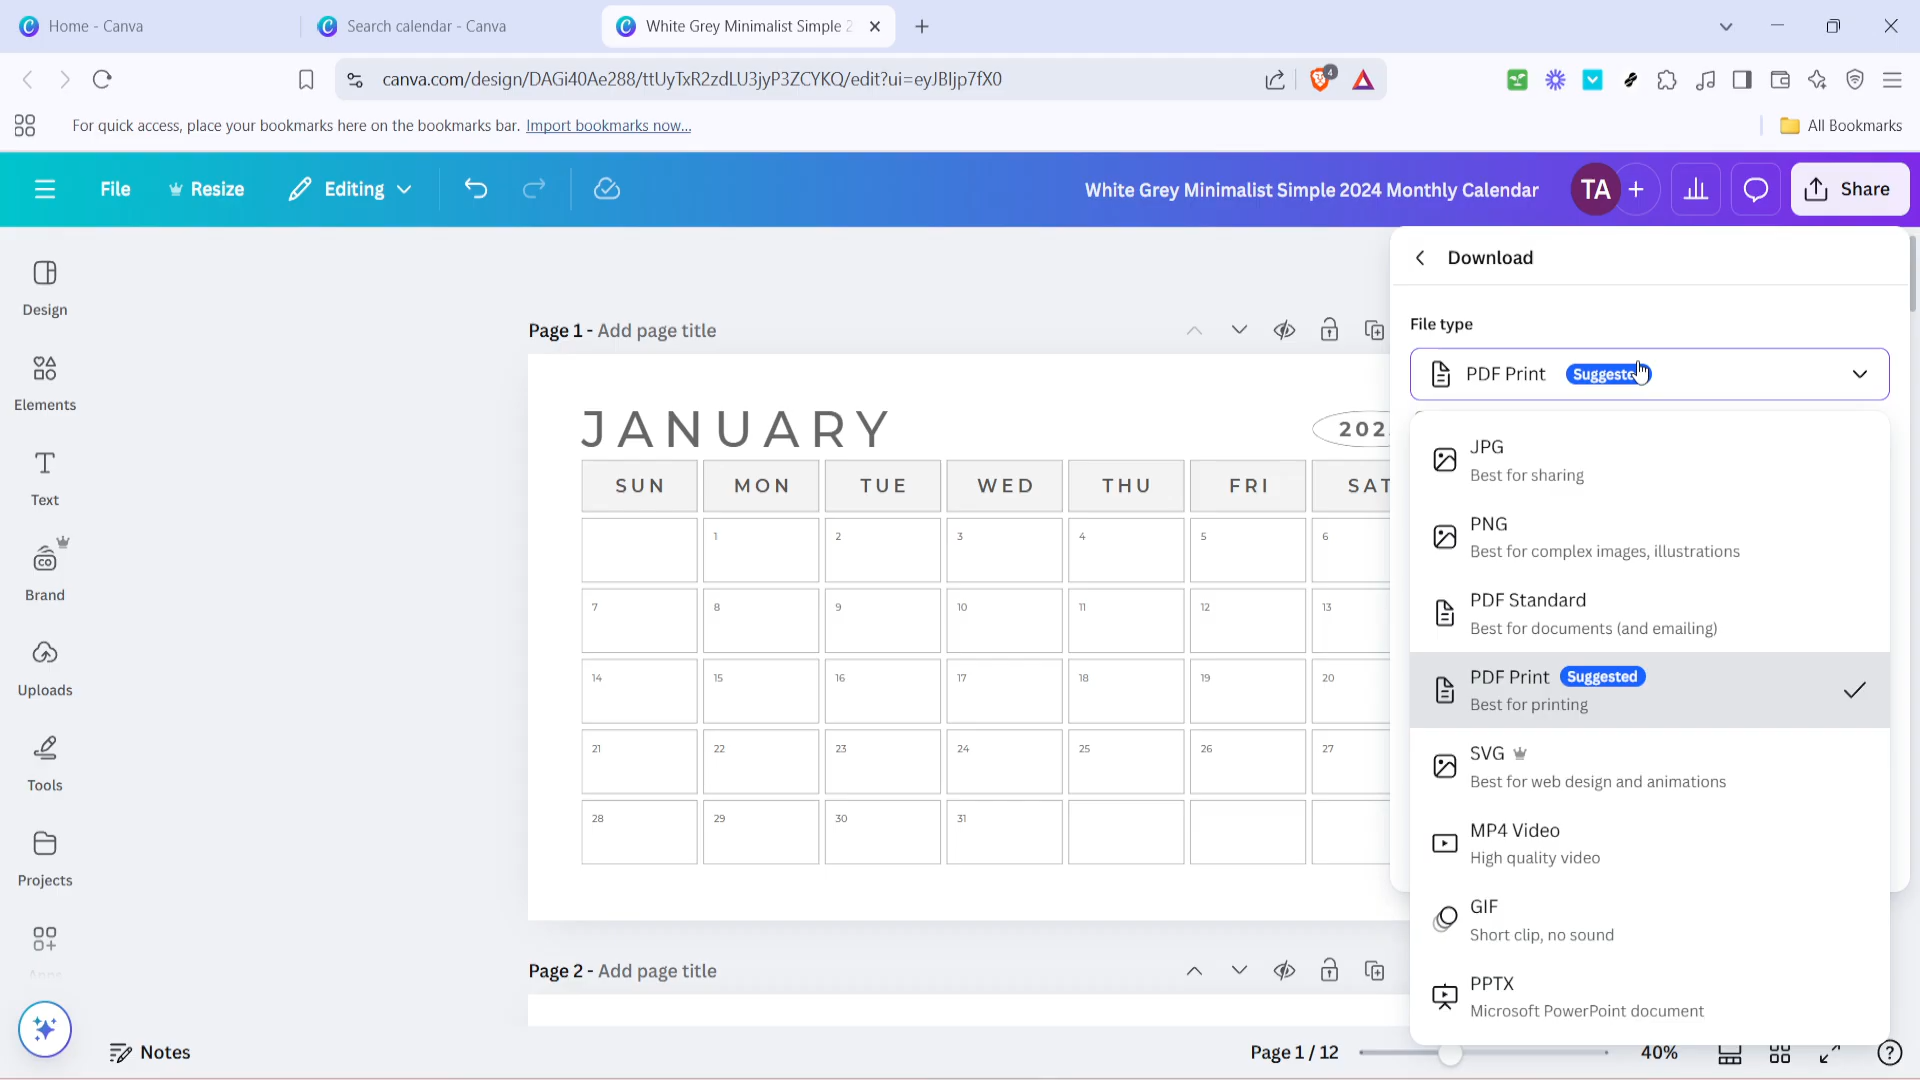 Home - Canva
Search calendar - Canva
White Grey Minimalist Simple 2
canva.com/design/DAGi40Ae288/ttUyTxR2zdLU3jyP3ZCYKQ/edit?ui=eyJBIjp7fX0
4
For quick access, place your bookmarks here on the bookmarks bar. Import bookmarks now...
All Bookmarks
File
Resize
Editing
White Grey Minimalist Simple 2024 Monthly Calendar
TA
Share
Design
Elements
Text
Brand
Uploads
Tools
Projects
Apps
Page 1 - Add page title
JANUARY
202
SUN MON TUE WED THU FRI SAT
1 2 3 4 5 6
7 8 9 10 11 12 13
14 15 16 17 18 19 20
21 22 23 24 25 26 27
28 29 30 31
Page 2 - Add page title
Download
File type
PDF Print Suggested
JPG
Best for sharing
PNG
Best for complex images, illustrations
PDF Standard
Best for documents (and emailing)
PDF Print Suggested
Best for printing
SVG
Best for web design and animations
MP4 Video
High quality video
GIF
Short clip, no sound
PPTX
Microsoft PowerPoint document
Notes
Page 1 / 12
40%